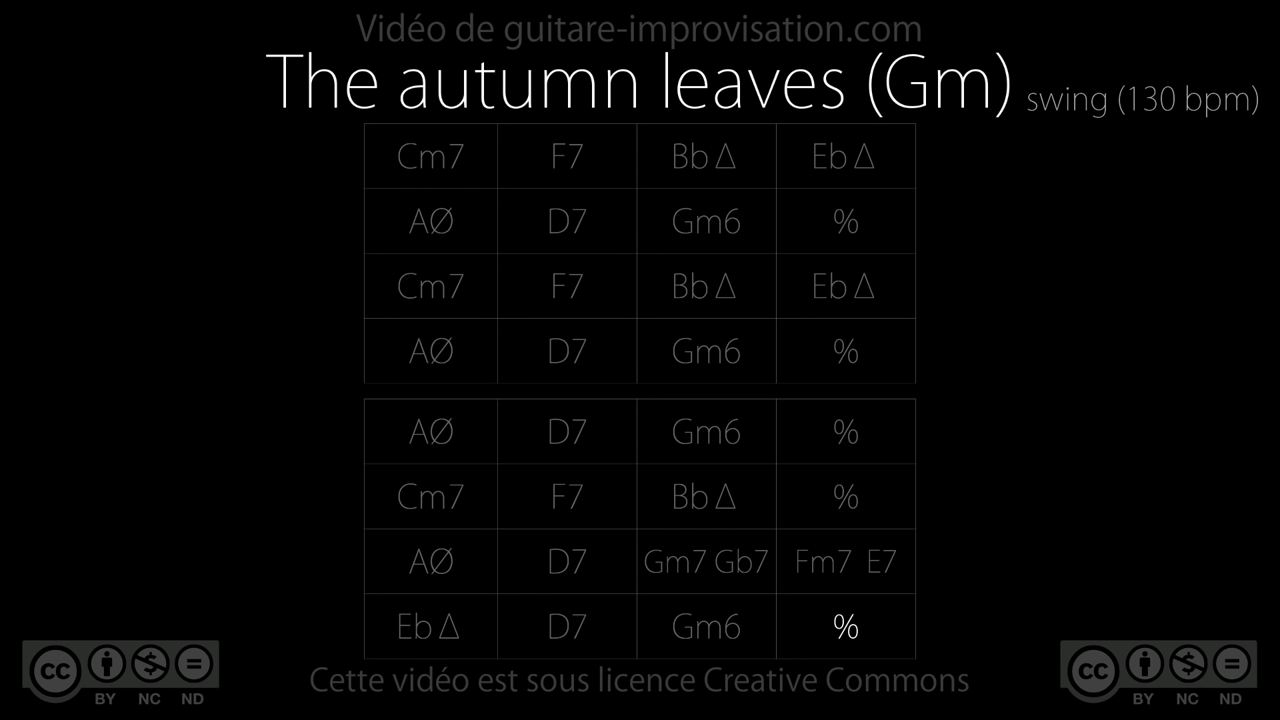 Vidéo de guitare-improvisation.com
The autumn leaves (Gm) swing (130 bpm)
Cm7 F7 Bb Δ Eb Δ
AØ D7 Gm6 %
Cm7 F7 Bb Δ Eb Δ
AØ D7 Gm6 %
AØ D7 Gm6 %
Cm7 F7 Bb Δ %
AØ D7 Gm7 Gb7 Fm7 E7
Eb Δ D7 Gm6 %
cc BY NC ND
Cette vidéo est sous licence Creative Commons
cc BY NC ND